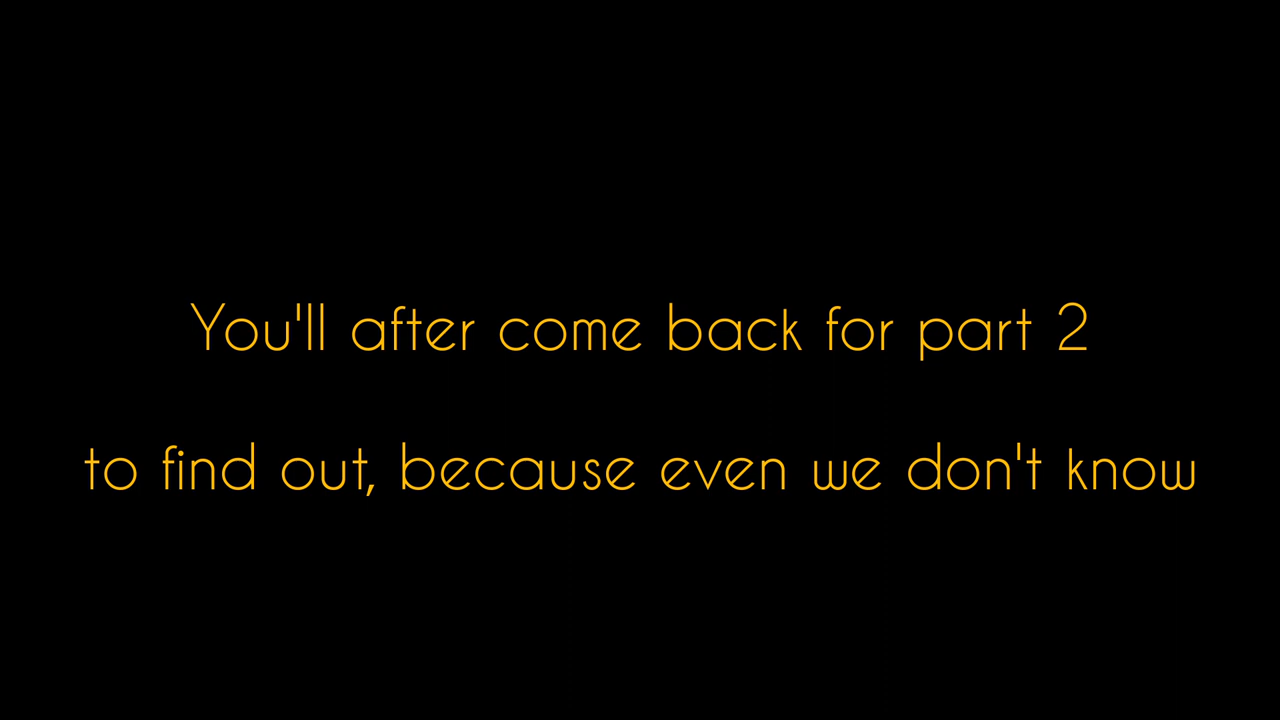 You'll after come back for part 2
to find out, because even we don't know